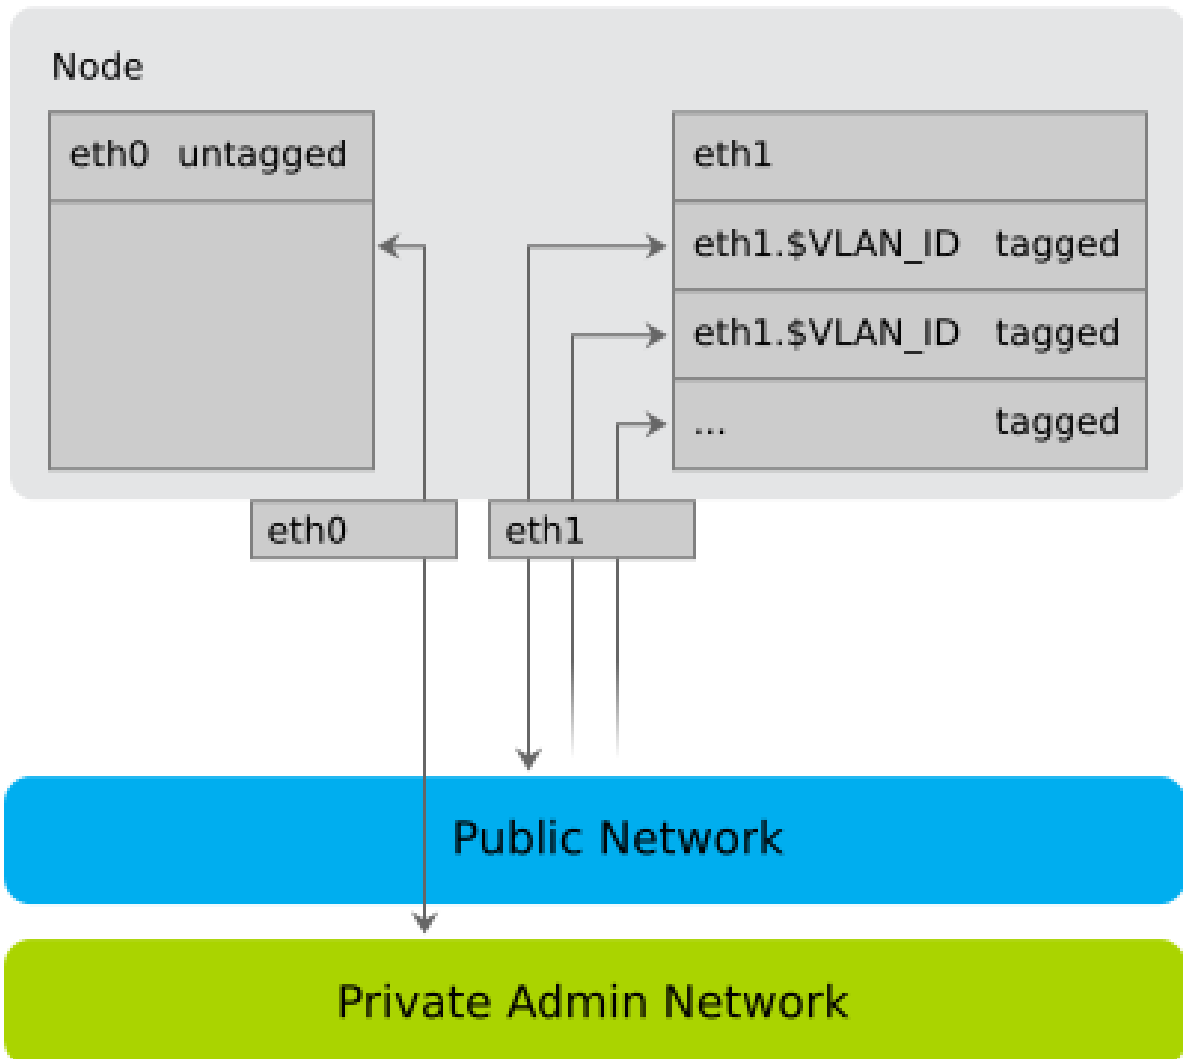 Node
eth0 untagged
eth1
eth1.$VLAN_ID tagged
eth1.$VLAN_ID tagged
... tagged
eth0
eth1
Public Network
Private Admin Network